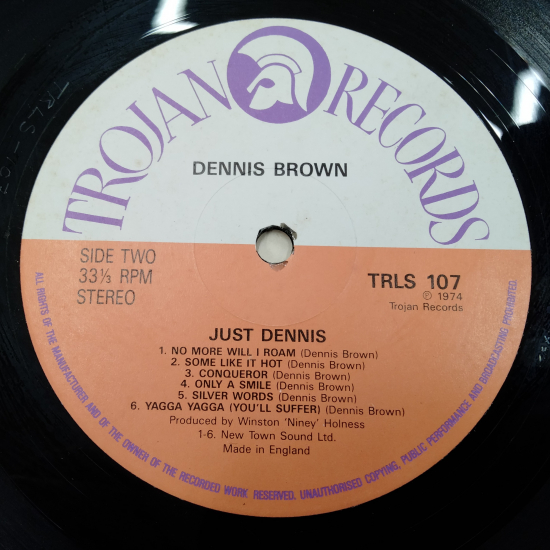 TROJAN RECORDS
DENNIS BROWN
SIDE TWO
33⅓ RPM
STEREO
TRLS 107
℗ 1974
Trojan Records
JUST DENNIS
1. NO MORE WILL I ROAM (Dennis Brown)
2. SOME LIKE IT HOT (Dennis Brown)
3. CONQUEROR (Dennis Brown)
4. ONLY A SMILE (Dennis Brown)
5. SILVER WORDS (Dennis Brown)
6. YAGGA YAGGA (YOU'LL SUFFER) (Dennis Brown)
Produced by Winston 'Niney' Holness
1-6. New Town Sound Ltd.
Made in England
ALL RIGHTS OF THE MANUFACTURER AND OF THE OWNER OF THE RECORDED WORK RESERVED. UNAUTHORISED COPYING, PUBLIC PERFORMANCE AND BROADCASTING PROHIBITED.